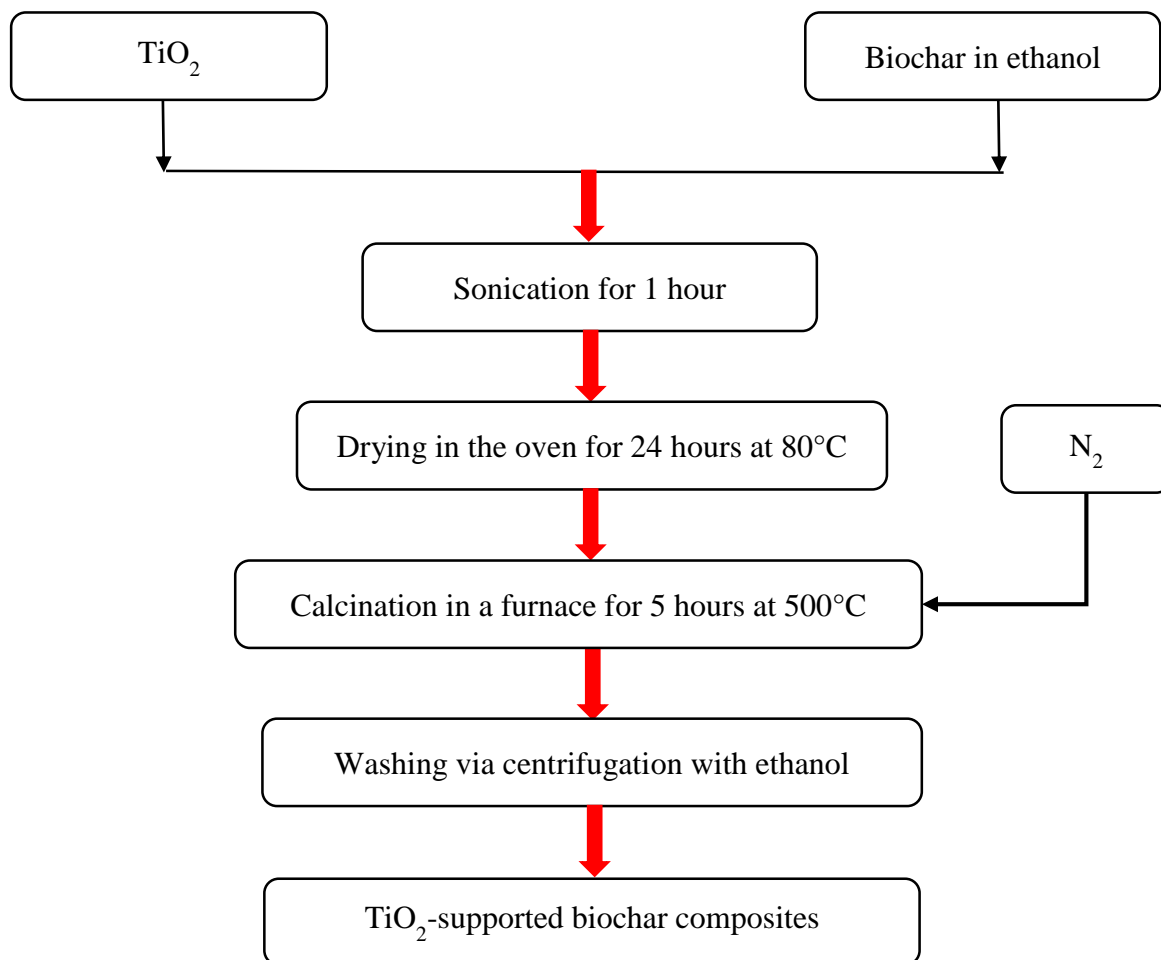 TiO₂
Biochar in ethanol
Sonication for 1 hour
Drying in the oven for 24 hours at 80°C
N₂
Calcination in a furnace for 5 hours at 500°C
Washing via centrifugation with ethanol
TiO₂-supported biochar composites